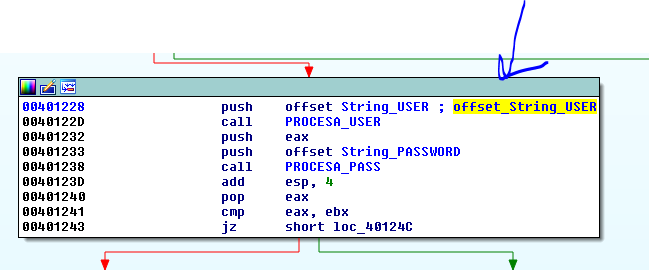 00401228 push offset String_USER ; offset_String_USER
0040122D call PROCESA_USER
00401232 push eax
00401233 push offset String_PASSWORD
00401238 call PROCESA_PASS
0040123D add esp, 4
00401240 pop eax
00401241 cmp eax, ebx
00401243 jz short loc_40124C